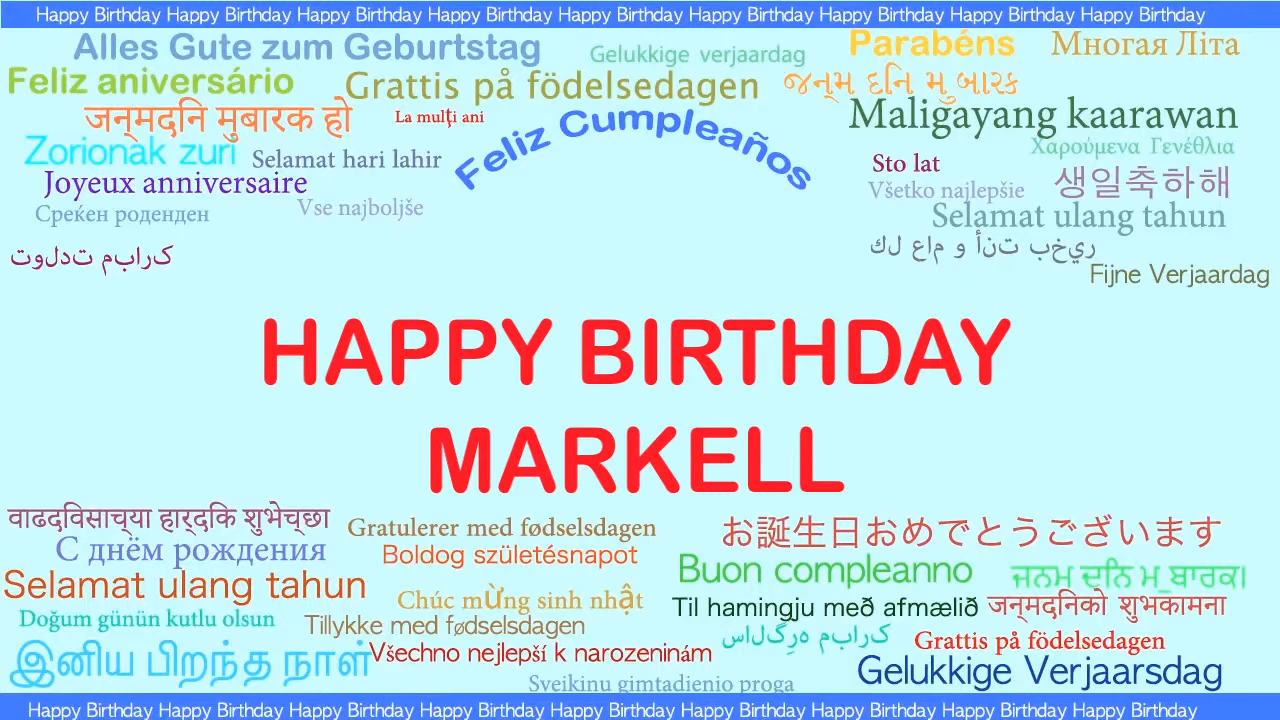 Happy Birthday Happy Birthday Happy Birthday Happy Birthday Happy Birthday Happy Birthday Happy Birthday Happy Birthday Happy Birthday
Alles Gute zum Geburtstag
Gelukkige verjaardag
Parabéns
Многая Літа
Feliz aniversário
Grattis på födelsedagen
જન્મ દિન મુબારક
जन्मदिन मुबारक हो
La mulți ani
Feliz Cumpleaños
Maligayang kaarawan
Zorionak zuri
Selamat hari lahir
Sto lat
Χαρούμενα Γενέθλια
Joyeux anniversaire
Všetko najlepšie
생일축하해
Среќен роденден
Vse najboljše
Selamat ulang tahun
تولدت مبارک
كل عام و أنت بخير
Fijne Verjaardag
HAPPY BIRTHDAY
MARKELL
वाढदिवसाच्या हार्दिक शुभेच्छा
Gratulerer med fødselsdagen
お誕生日おめでとうございます
С днём рождения
Boldog születésnapot
Buon compleanno
ਜਨਮ ਦਿਨ ਮੁਬਾਰਕ।
Selamat ulang tahun
Chúc mừng sinh nhật
Til hamingju með afmælið
जन्मदिनको शुभकामना
Doğum günün kutlu olsun
Tillykke med fødselsdagen
سالگرہ مبارک
Grattis på födelsedagen
இனிய பிறந்த நாள்
Všechno nejlepší k narozeninám
Gelukkige Verjaarsdag
Sveikinu gimtadienio proga
Happy Birthday Happy Birthday Happy Birthday Happy Birthday Happy Birthday Happy Birthday Happy Birthday Happy Birthday Happy Birthday